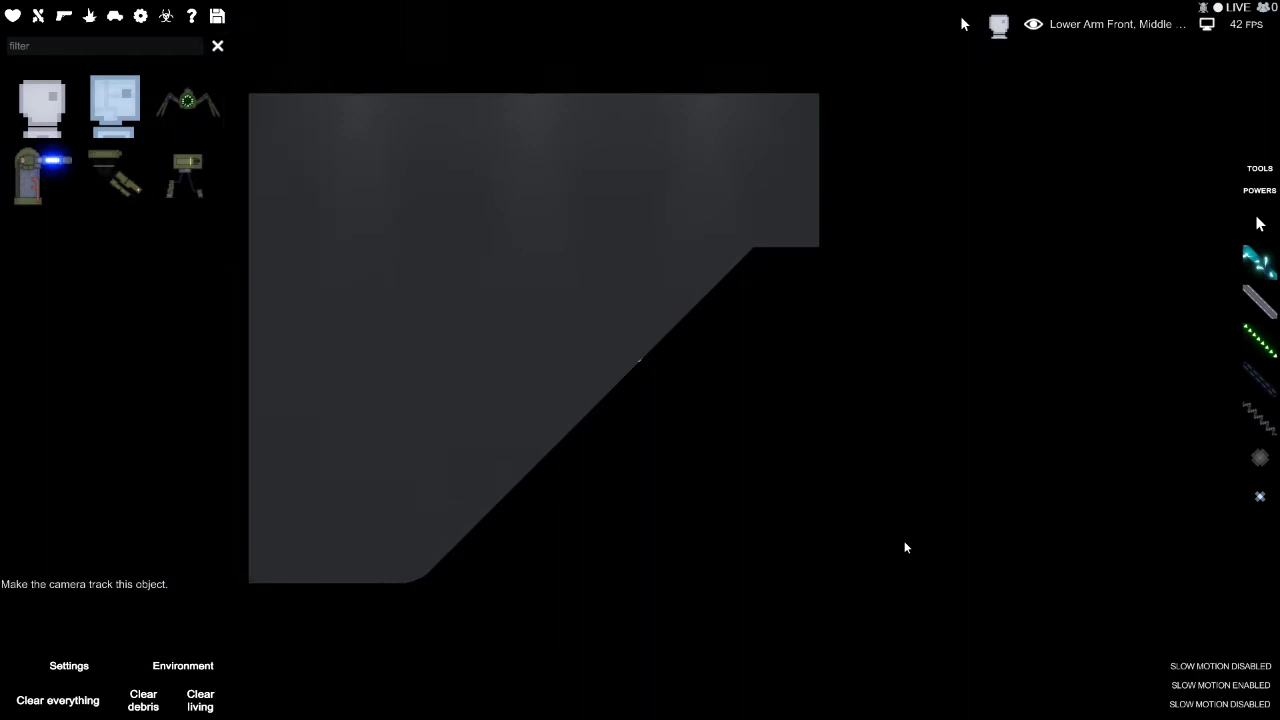 LIVE 0
Lower Arm Front, Middle ...
42 FPS
filter
TOOLS
POWERS
Make the camera track this object.
Settings
Environment
Clear everything
Clear
debris
Clear
living
SLOW MOTION DISABLED
SLOW MOTION ENABLED
SLOW MOTION DISABLED